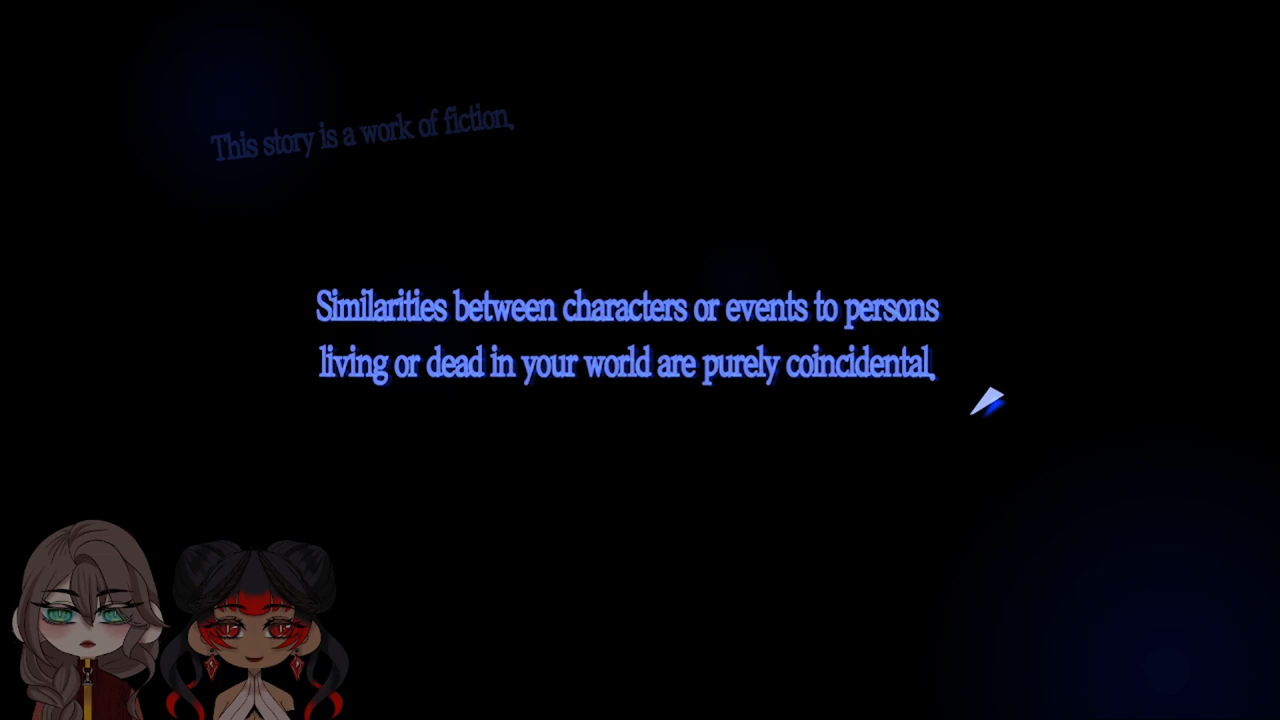 This story is a work of fiction.
Similarities between characters or events to persons
living or dead in your world are purely coincidental.